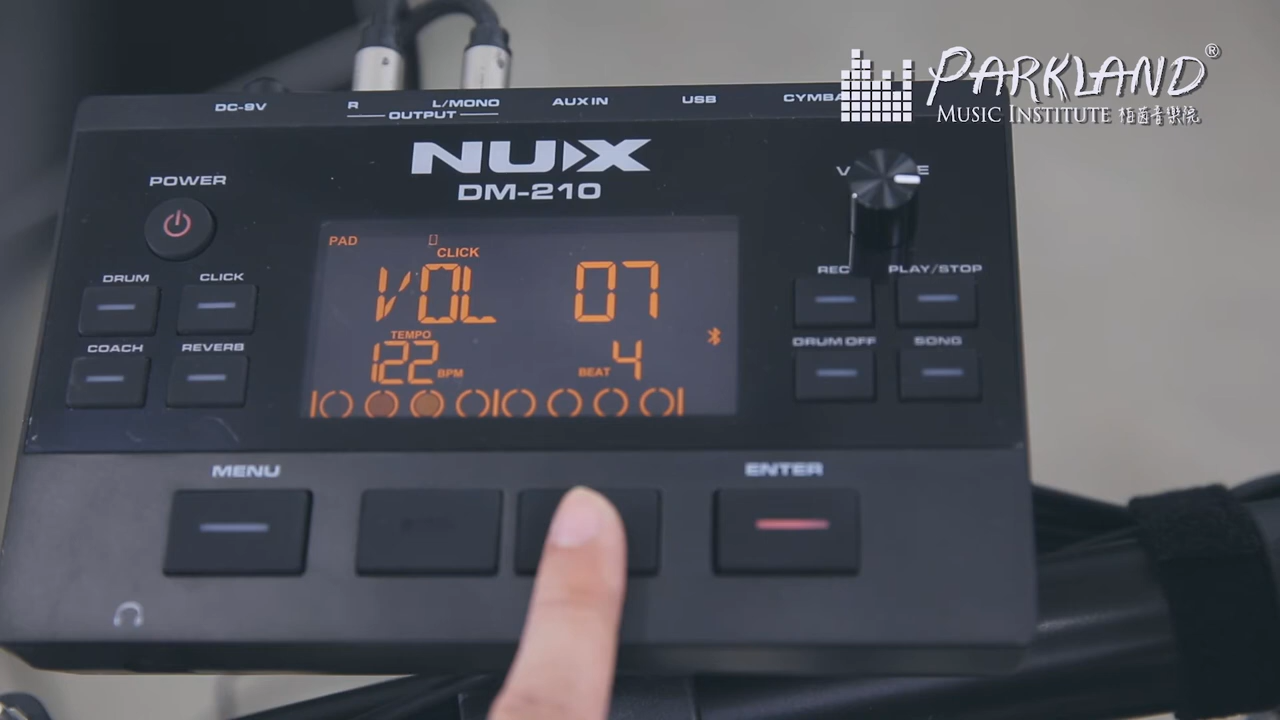 PARKLAND®
MUSIC INSTITUTE 柏茵音樂院
DC-9V
R
L/MONO
OUTPUT
AUX IN
USB
NUX
DM-210
POWER
DRUM
CLICK
COACH
REVERB
PAD
CLICK
VOL 07
TEMPO
122 BPM
BEAT 4
REC
PLAY/STOP
DRUM OFF
SONG
MENU
ENTER